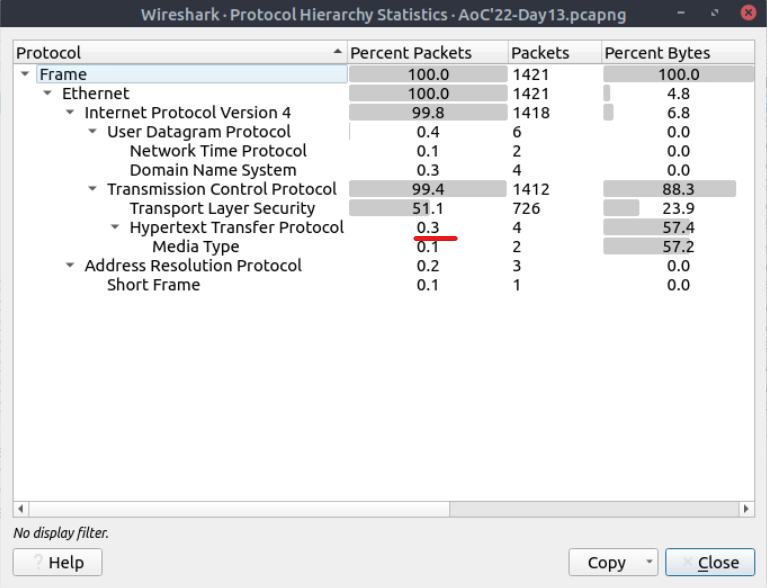 Wireshark · Protocol Hierarchy Statistics · AoC'22-Day13.pcapng
Protocol Percent Packets Packets Percent Bytes
Frame 100.0 1421 100.0
Ethernet 100.0 1421 4.8
Internet Protocol Version 4 99.8 1418 6.8
User Datagram Protocol 0.4 6 0.0
Network Time Protocol 0.1 2 0.0
Domain Name System 0.3 4 0.0
Transmission Control Protocol 99.4 1412 88.3
Transport Layer Security 51.1 726 23.9
Hypertext Transfer Protocol 0.3 4 57.4
Media Type 0.1 2 57.2
Address Resolution Protocol 0.2 3 0.0
Short Frame 0.1 1 0.0
No display filter.
? Help Copy Close